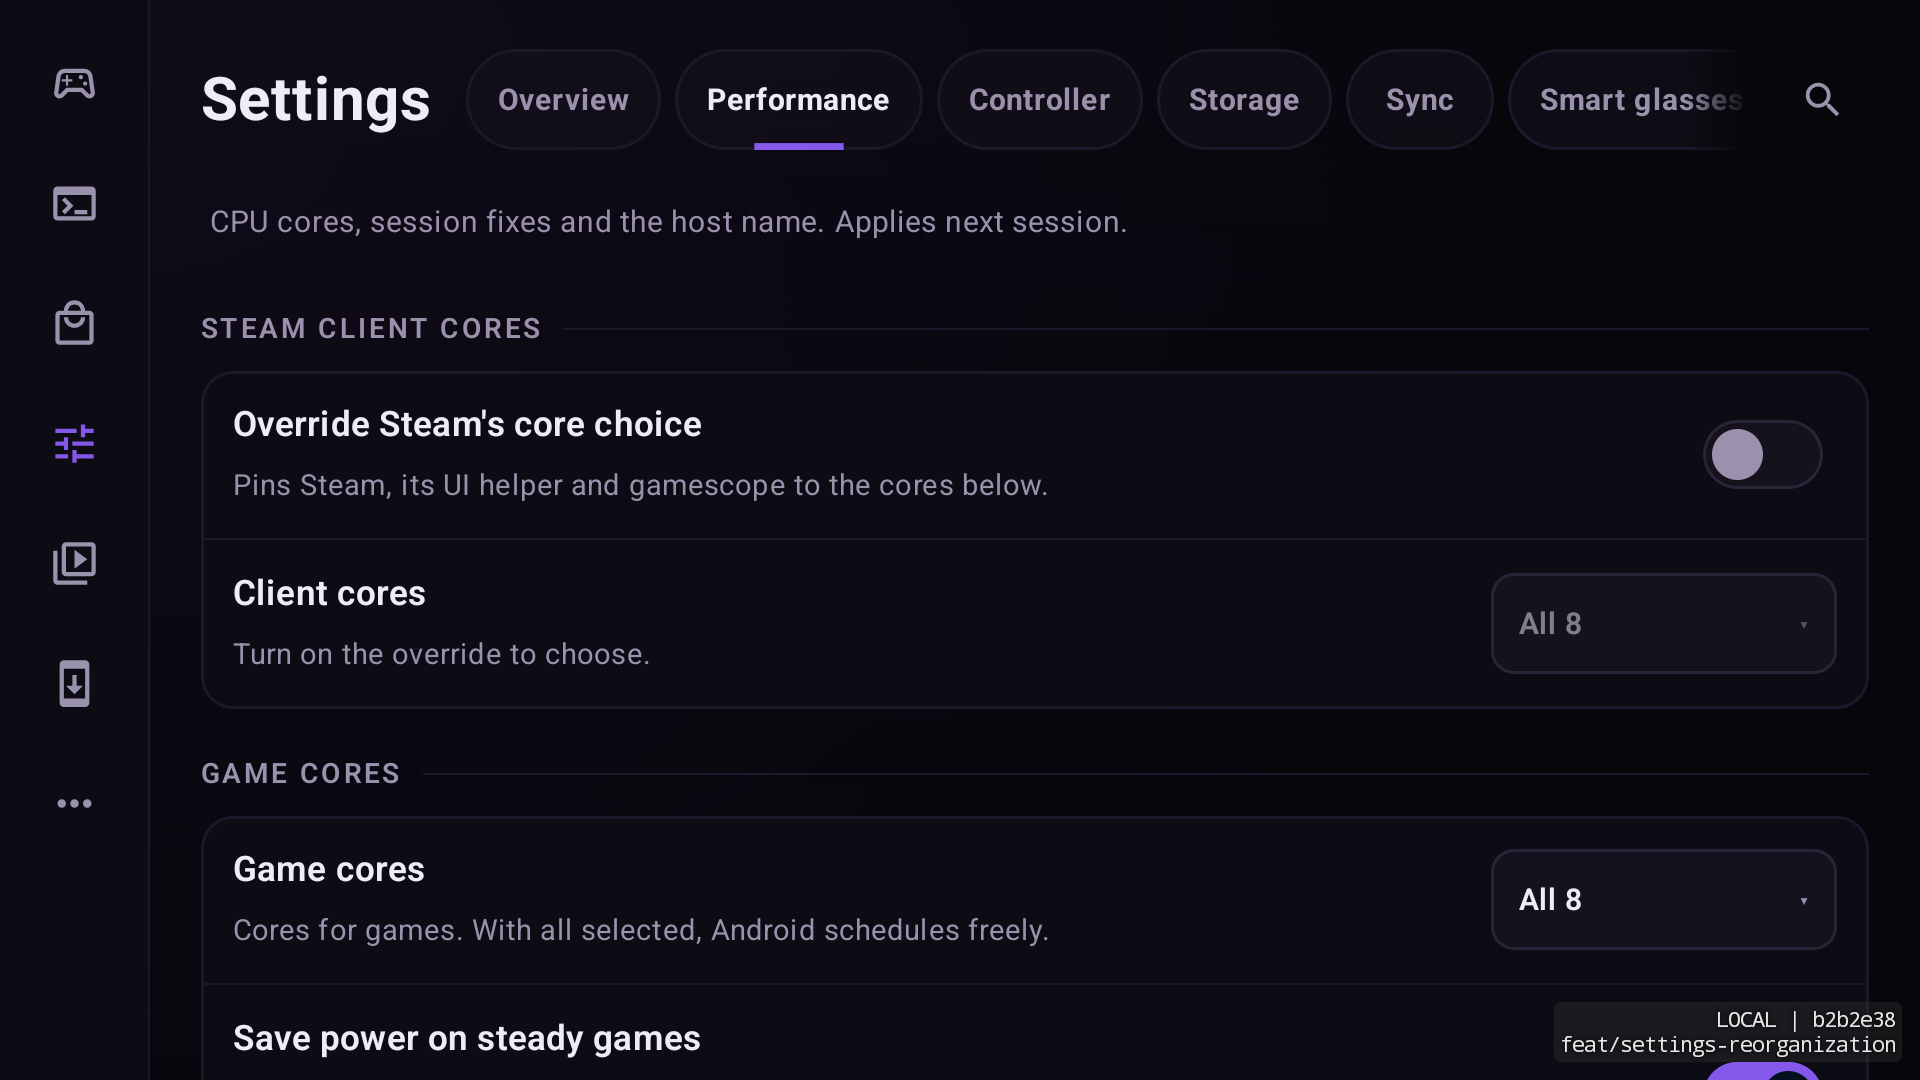 Settings
Overview
Performance
Controller
Storage
Sync
Smart glasses
CPU cores, session fixes and the host name. Applies next session.
STEAM CLIENT CORES
Override Steam's core choice
Pins Steam, its UI helper and gamescope to the cores below.
Client cores
Turn on the override to choose.
All 8
GAME CORES
Game cores
Cores for games. With all selected, Android schedules freely.
All 8
Save power on steady games
LOCAL | b2b2e38
feat/settings-reorganization